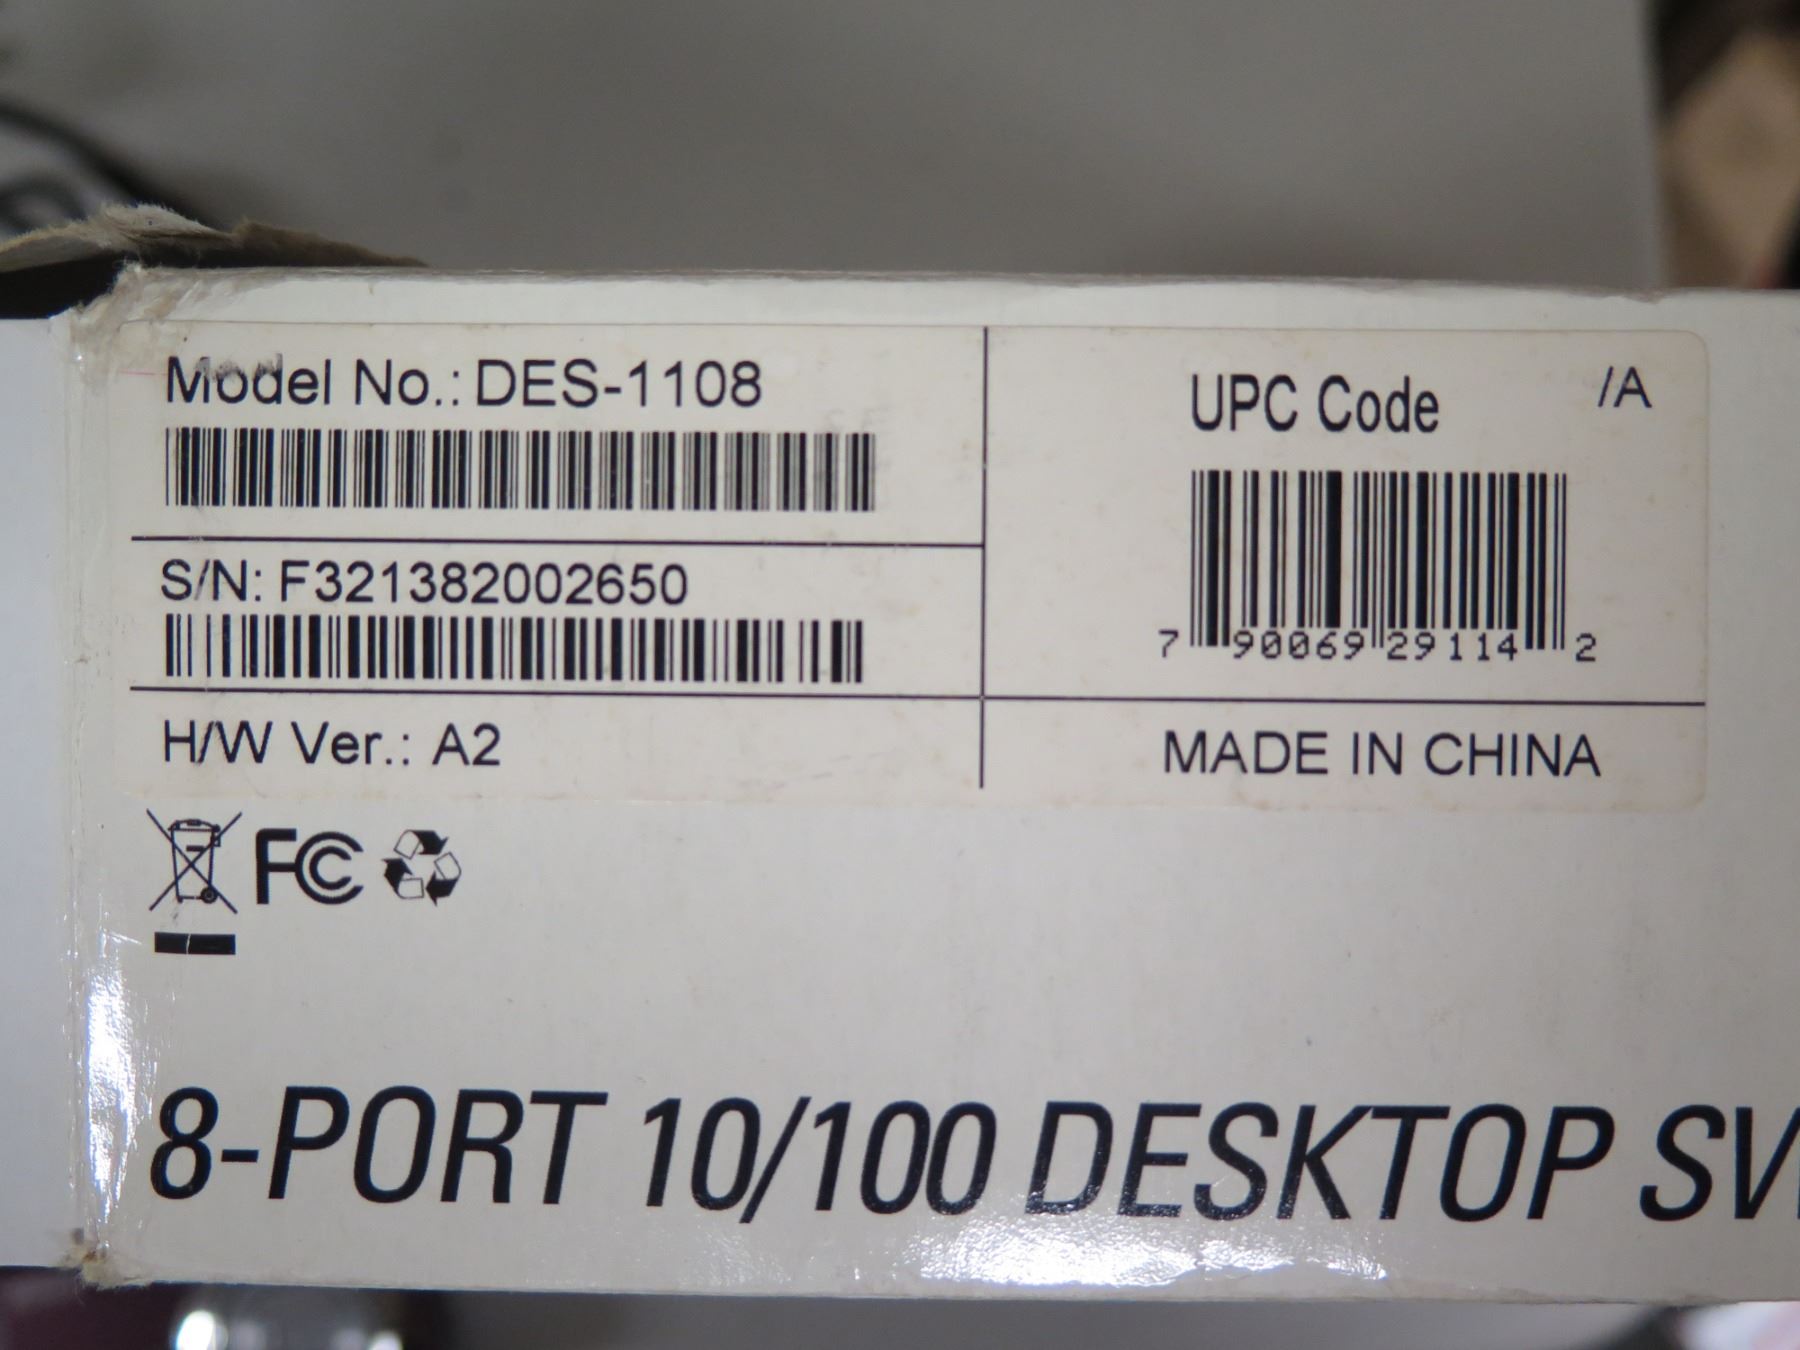 Model No.: DES-1108
S/N: F321382002650
H/W Ver.: A2
UPC Code /A
7 90069 29114 2
MADE IN CHINA
FC
8-PORT 10/100 DESKTOP